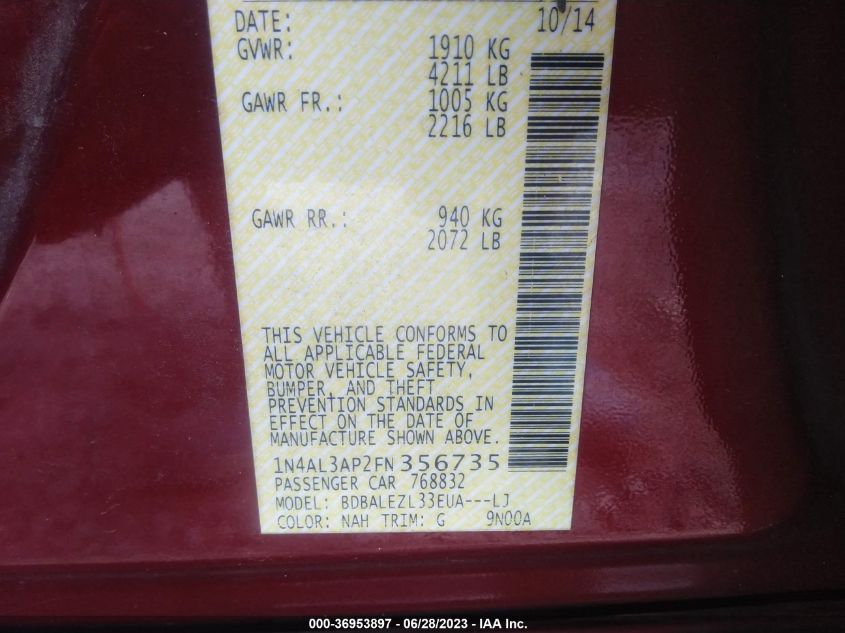 DATE: 10/14
GVWR: 1910 KG
4211 LB
GAWR FR.: 1005 KG
2216 LB
GAWR RR.: 940 KG
2072 LB
THIS VEHICLE CONFORMS TO
ALL APPLICABLE FEDERAL
MOTOR VEHICLE SAFETY,
BUMPER, AND THEFT
PREVENTION STANDARDS IN
EFFECT ON THE DATE OF
MANUFACTURE SHOWN ABOVE.
1N4AL3AP2FN 356735
PASSENGER CAR 768832
MODEL: BDBALEZL33EUA---LJ
COLOR: NAH TRIM: G 9N00A
000-36953897 - 06/28/2023 - IAA Inc.